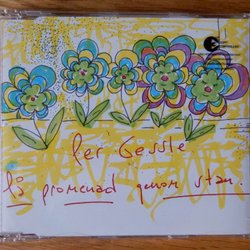 Per Gessle
på promenad genom stan.